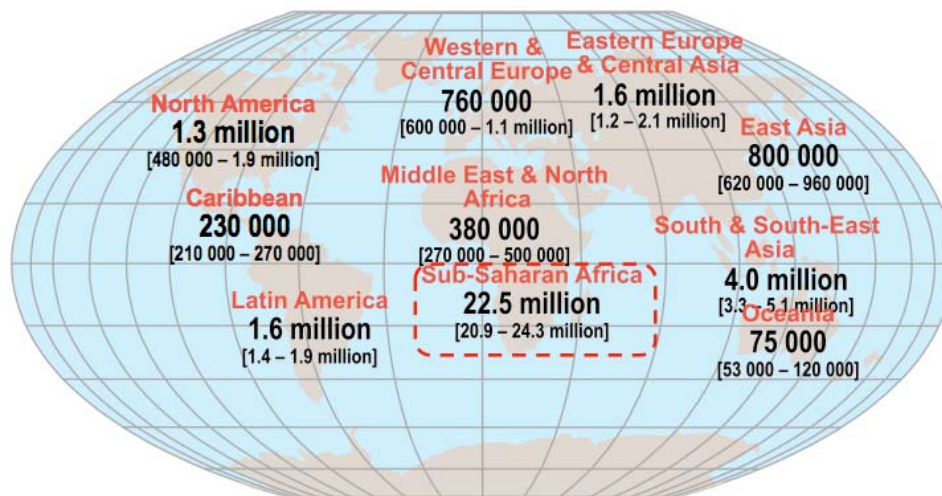 Western &
Central Europe
760 000
[600 000 – 1.1 million]
Eastern Europe
& Central Asia
1.6 million
[1.2 – 2.1 million]
North America
1.3 million
[480 000 – 1.9 million]
East Asia
800 000
[620 000 – 960 000]
Caribbean
230 000
[210 000 – 270 000]
Middle East & North
Africa
380 000
[270 000 – 500 000]
South & South-East
Asia
4.0 million
[3.3 – 5.1 million]
Sub-Saharan Africa
22.5 million
[20.9 – 24.3 million]
Latin America
1.6 million
[1.4 – 1.9 million]
Oceania
75 000
[53 000 – 120 000]